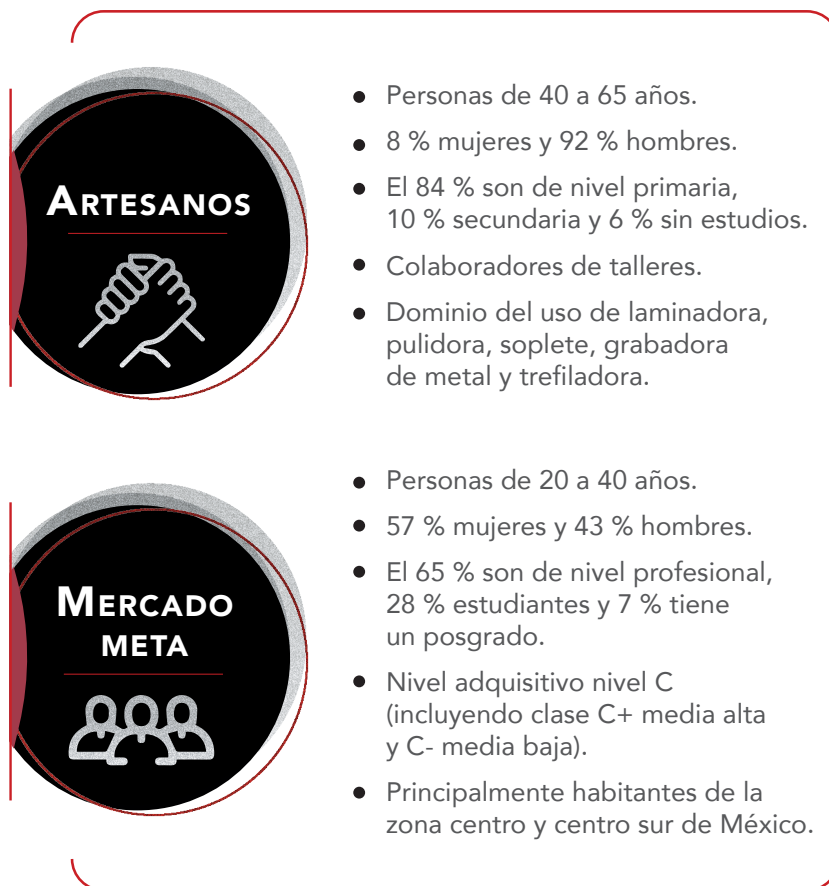 ARTESANOS
• Personas de 40 a 65 años.
• 8 % mujeres y 92 % hombres.
• El 84 % son de nivel primaria,
10 % secundaria y 6 % sin estudios.
• Colaboradores de talleres.
• Dominio del uso de laminadora,
pulidora, soplete, grabadora
de metal y trefiladora.
MERCADO
META
• Personas de 20 a 40 años.
• 57 % mujeres y 43 % hombres.
• El 65 % son de nivel profesional,
28 % estudiantes y 7 % tiene
un posgrado.
• Nivel adquisitivo nivel C
(incluyendo clase C+ media alta
y C- media baja).
• Principalmente habitantes de la
zona centro y centro sur de México.